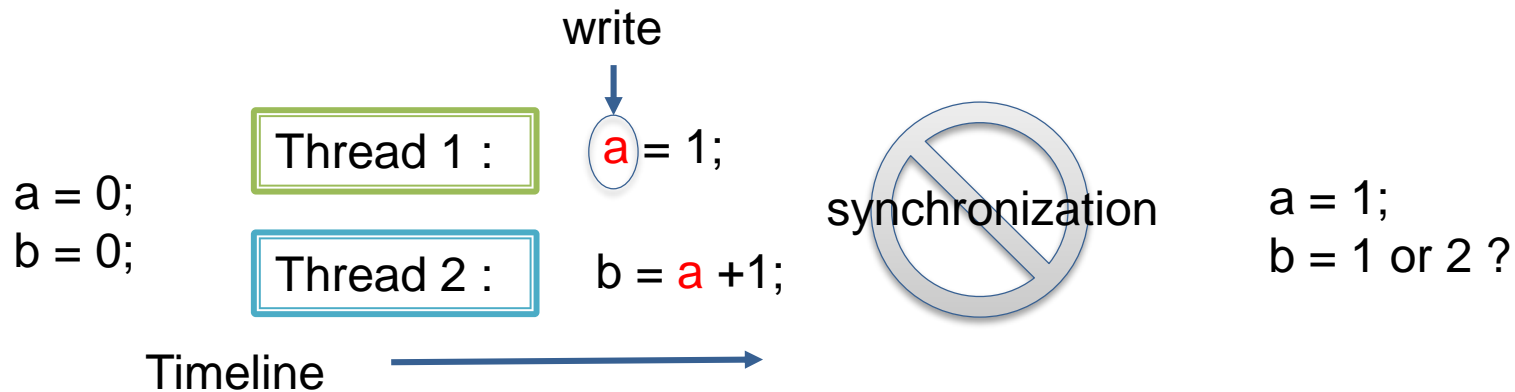 write
Thread 1 :
a = 1;
a = 0;
b = 0;
synchronization
a = 1;
b = 1 or 2 ?
Thread 2 :
b = a +1;
Timeline